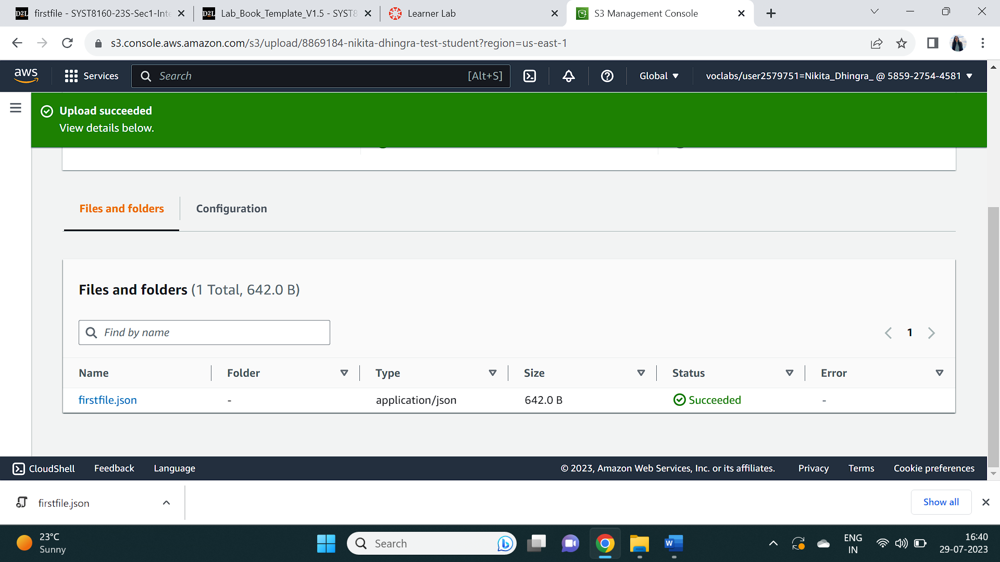 firstfile - SYST8160-23S-Sec1-Inte
Lab_Book_Template_V1.5 - SYST8
Learner Lab
S3 Management Console
s3.console.aws.amazon.com/s3/upload/8869184-nikita-dhingra-test-student?region=us-east-1
aws
Services
Search
[Alt+S]
Global
voclabs/user2579751=Nikita_Dhingra_ @ 5859-2754-4581
Upload succeeded
View details below.
Files and folders
Configuration
Files and folders (1 Total, 642.0 B)
Find by name
1
Name Folder Type Size Status Error
firstfile.json - application/json 642.0 B Succeeded -
CloudShell Feedback Language © 2023, Amazon Web Services, Inc. or its affiliates. Privacy Terms Cookie preferences
firstfile.json
Show all
23°C
Sunny
Search
ENG
IN
16:40
29-07-2023